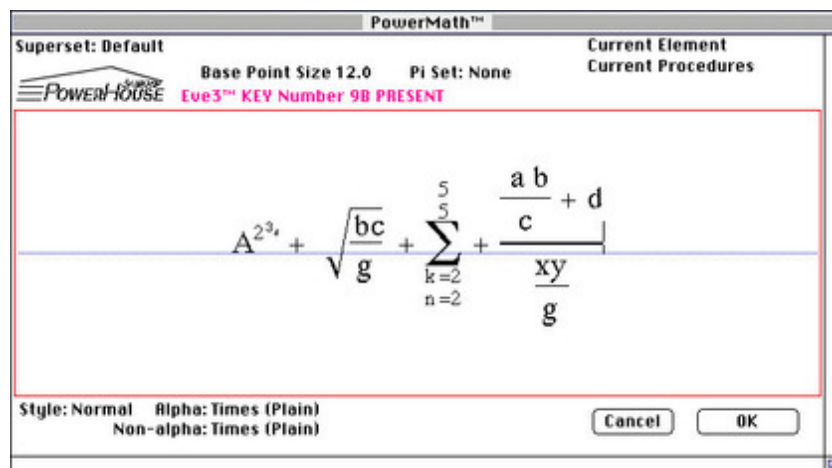 PowerMath™
Superset: Default
Current Element
Base Point Size 12.0 Pi Set: None
Current Procedures
POWERHOUSE
Eve3™ KEY Number 9B PRESENT
5
5
a b
c
+ d
A 2 3 +
√ bc
g
+ ∑ +
k=2
n=2
xy
g
Style: Normal Alpha: Times (Plain)
Non-alpha: Times (Plain)
Cancel OK